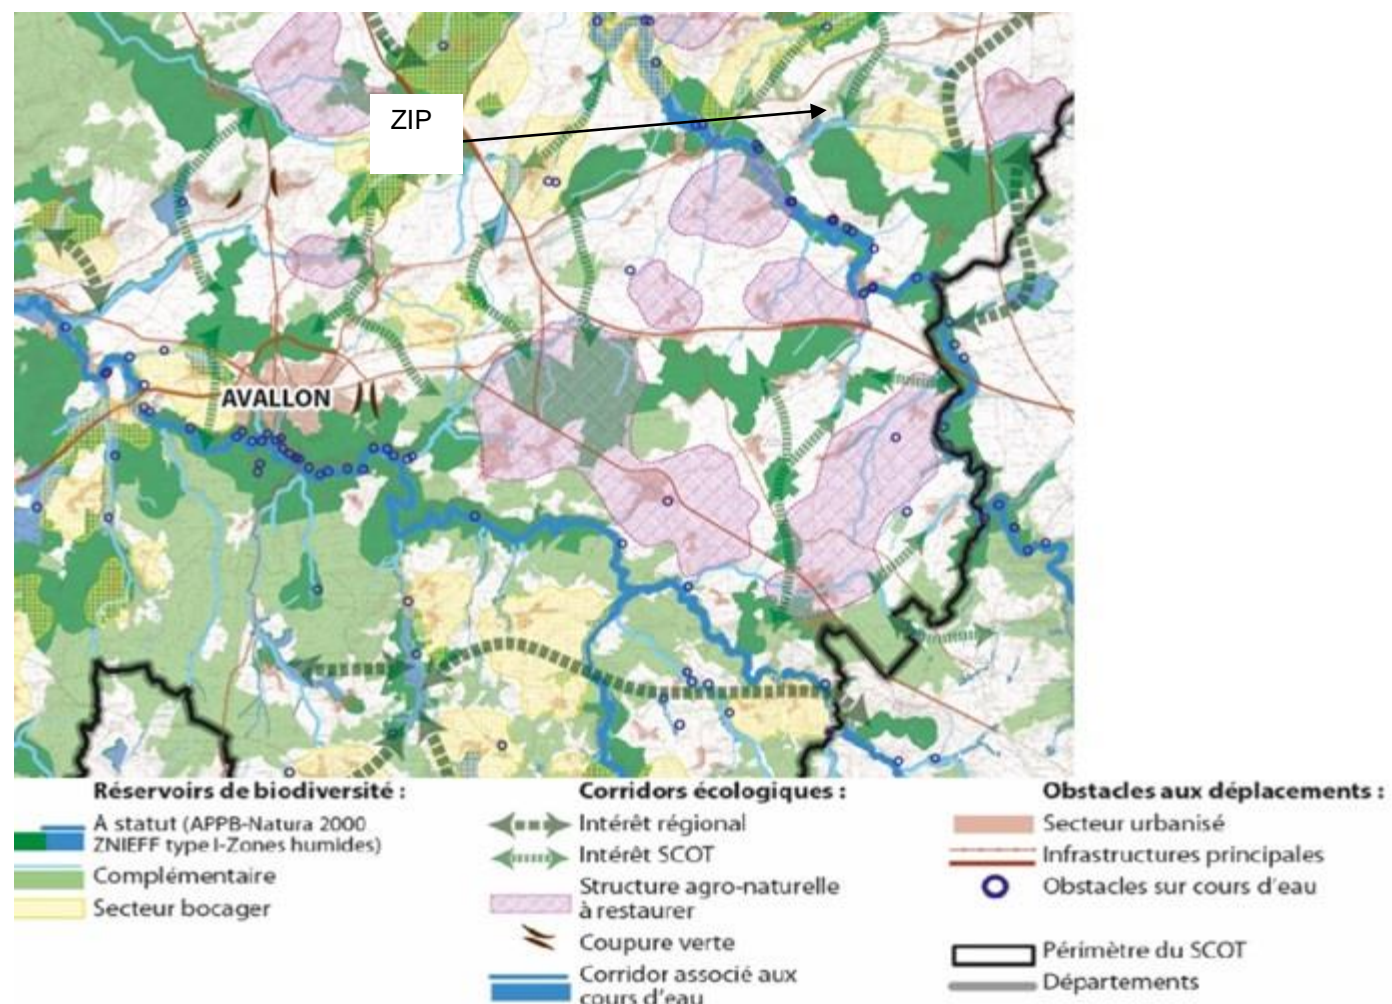 ZIP
AVALLON
Réservoirs de biodiversité :
A statut (APPB-Natura 2000
ZNIEFF type I-Zones humides)
Complémentaire
Secteur bocager
Corridors écologiques :
Intérêt régional
Intérêt SCOT
Structure agro-naturelle
à restaurer
Coupure verte
Corridor associé aux
cours d'eau
Obstacles aux déplacements :
Secteur urbanisé
Infrastructures principales
Obstacles sur cours d'eau
Périmètre du SCOT
Départements